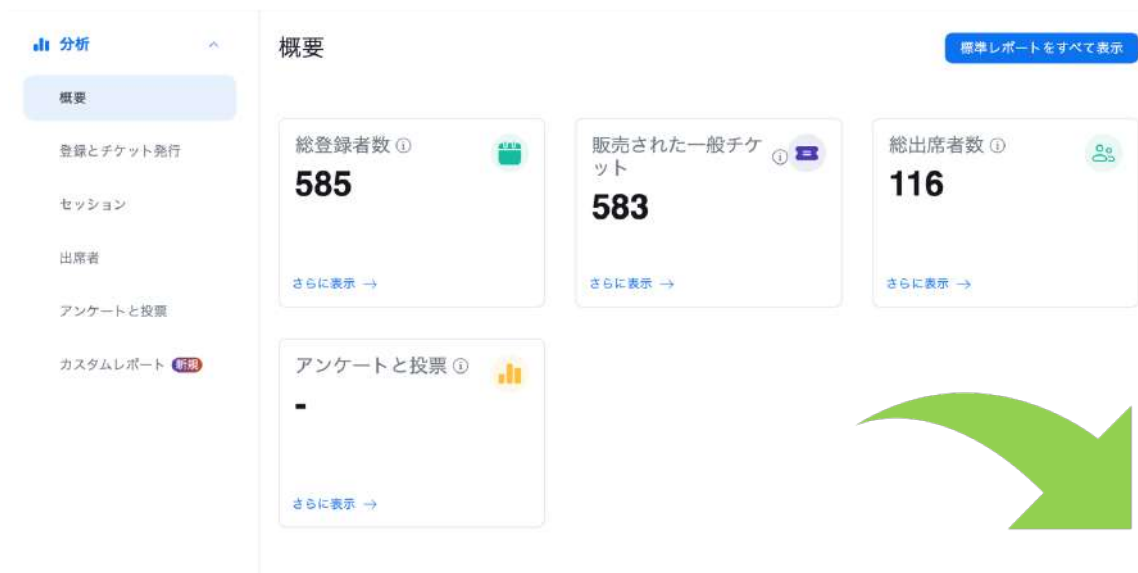 分析
概要
登録とチケット発行
セッション
出席者
アンケートと投票
カスタムレポート 新規
概要
標準レポートをすべて表示
総登録者数
585
さらに表示 →
販売された一般チケ
ット
583
さらに表示 →
総出席者数
116
さらに表示 →
アンケートと投票
-
さらに表示 →